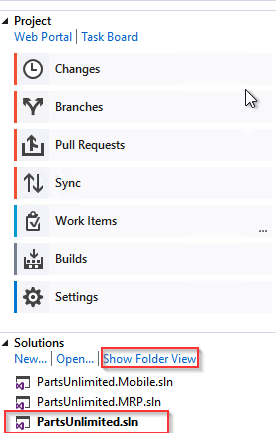 Project
Web Portal | Task Board
Changes
Branches
Pull Requests
Sync
Work Items
...
Builds
Settings
Solutions
New... | Open... | Show Folder View
PartsUnlimited.Mobile.sln
PartsUnlimited.MRP.sln
PartsUnlimited.sln